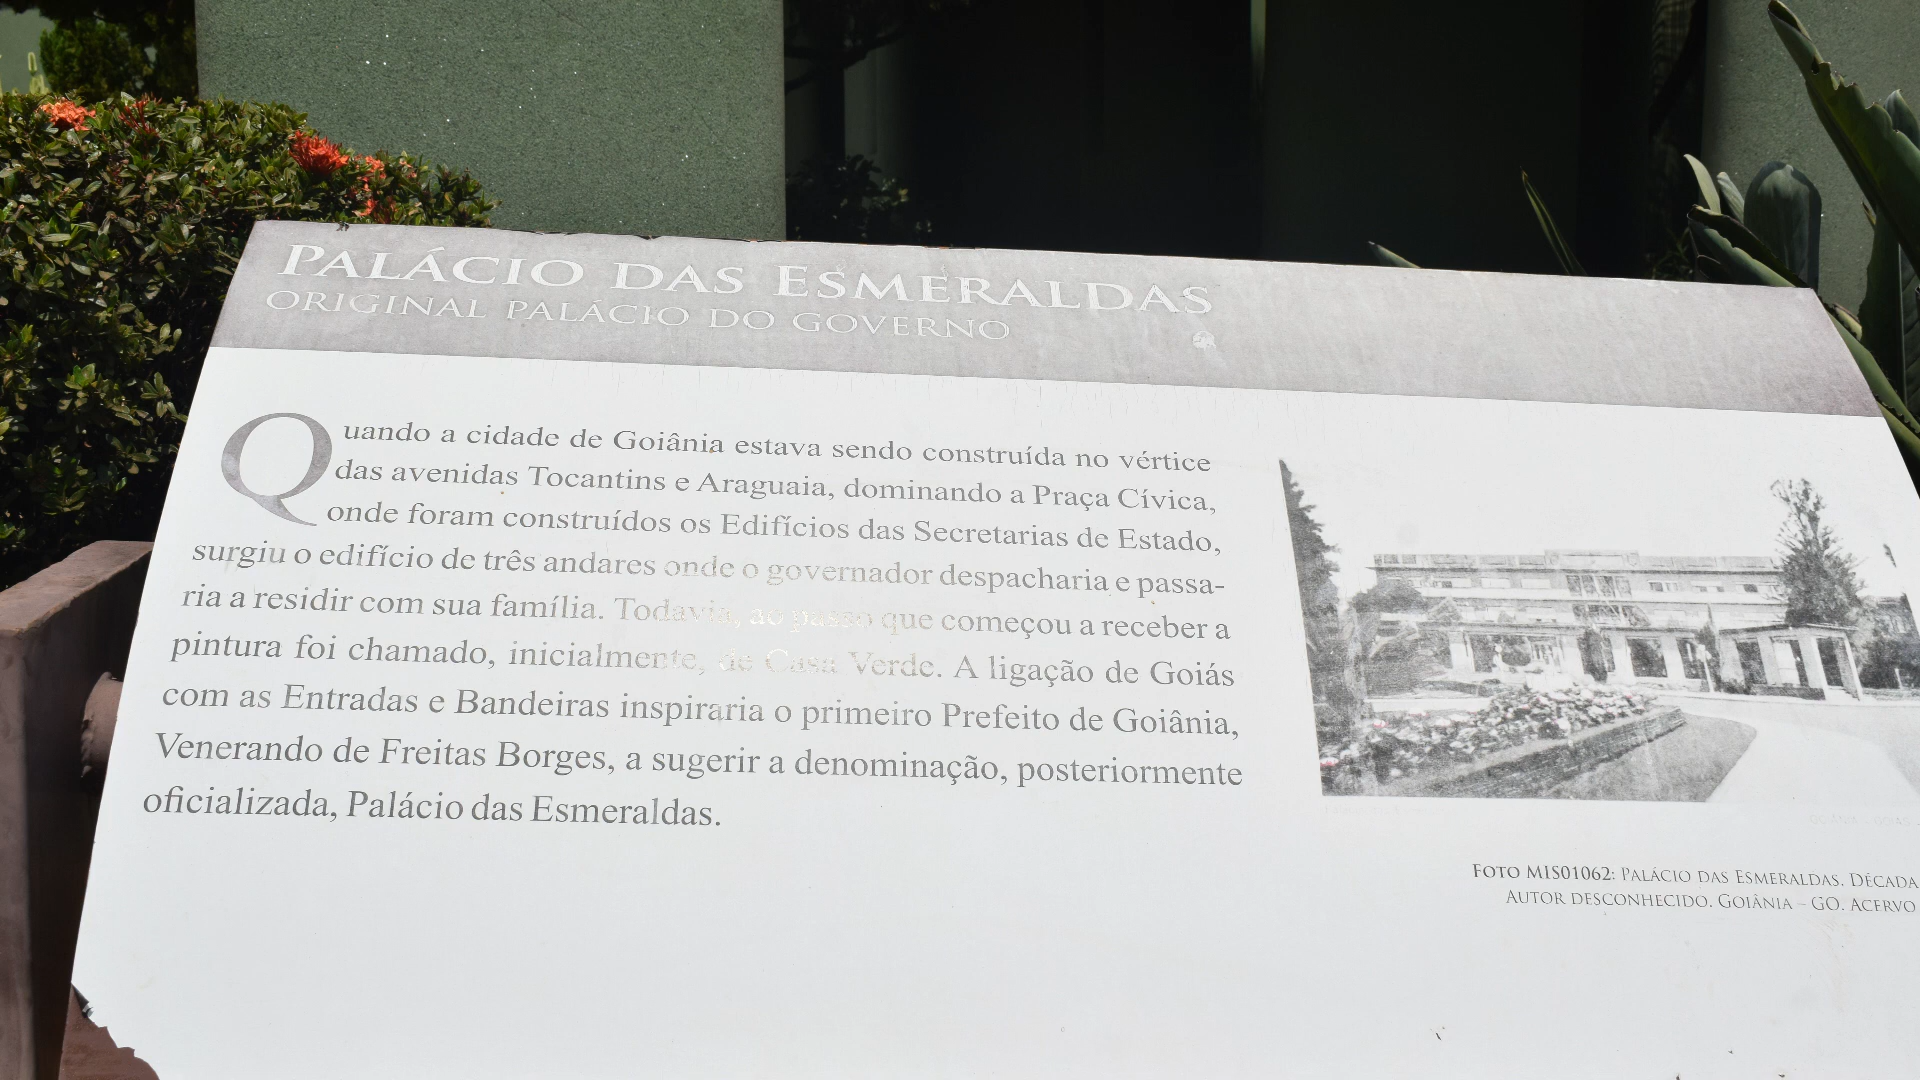 PALÁCIO DAS ESMERALDAS
ORIGINAL PALÁCIO DO GOVERNO
Quando a cidade de Goiânia estava sendo construída no vértice
das avenidas Tocantins e Araguaia, dominando a Praça Cívica,
onde foram construídos os Edifícios das Secretarias de Estado,
surgiu o edifício de três andares onde o governador despacharia e passa-
ria a residir com sua família. Todavia, ao passo que começou a receber a
pintura foi chamado, inicialmente, de Casa Verde. A ligação de Goiás
com as Entradas e Bandeiras inspiraria o primeiro Prefeito de Goiânia,
Venerando de Freitas Borges, a sugerir a denominação, posteriormente
oficializada, Palácio das Esmeraldas.
FOTO MIS01062: PALÁCIO DAS ESMERALDAS. DÉCADA
AUTOR DESCONHECIDO. GOIÂNIA – GO. ACERVO